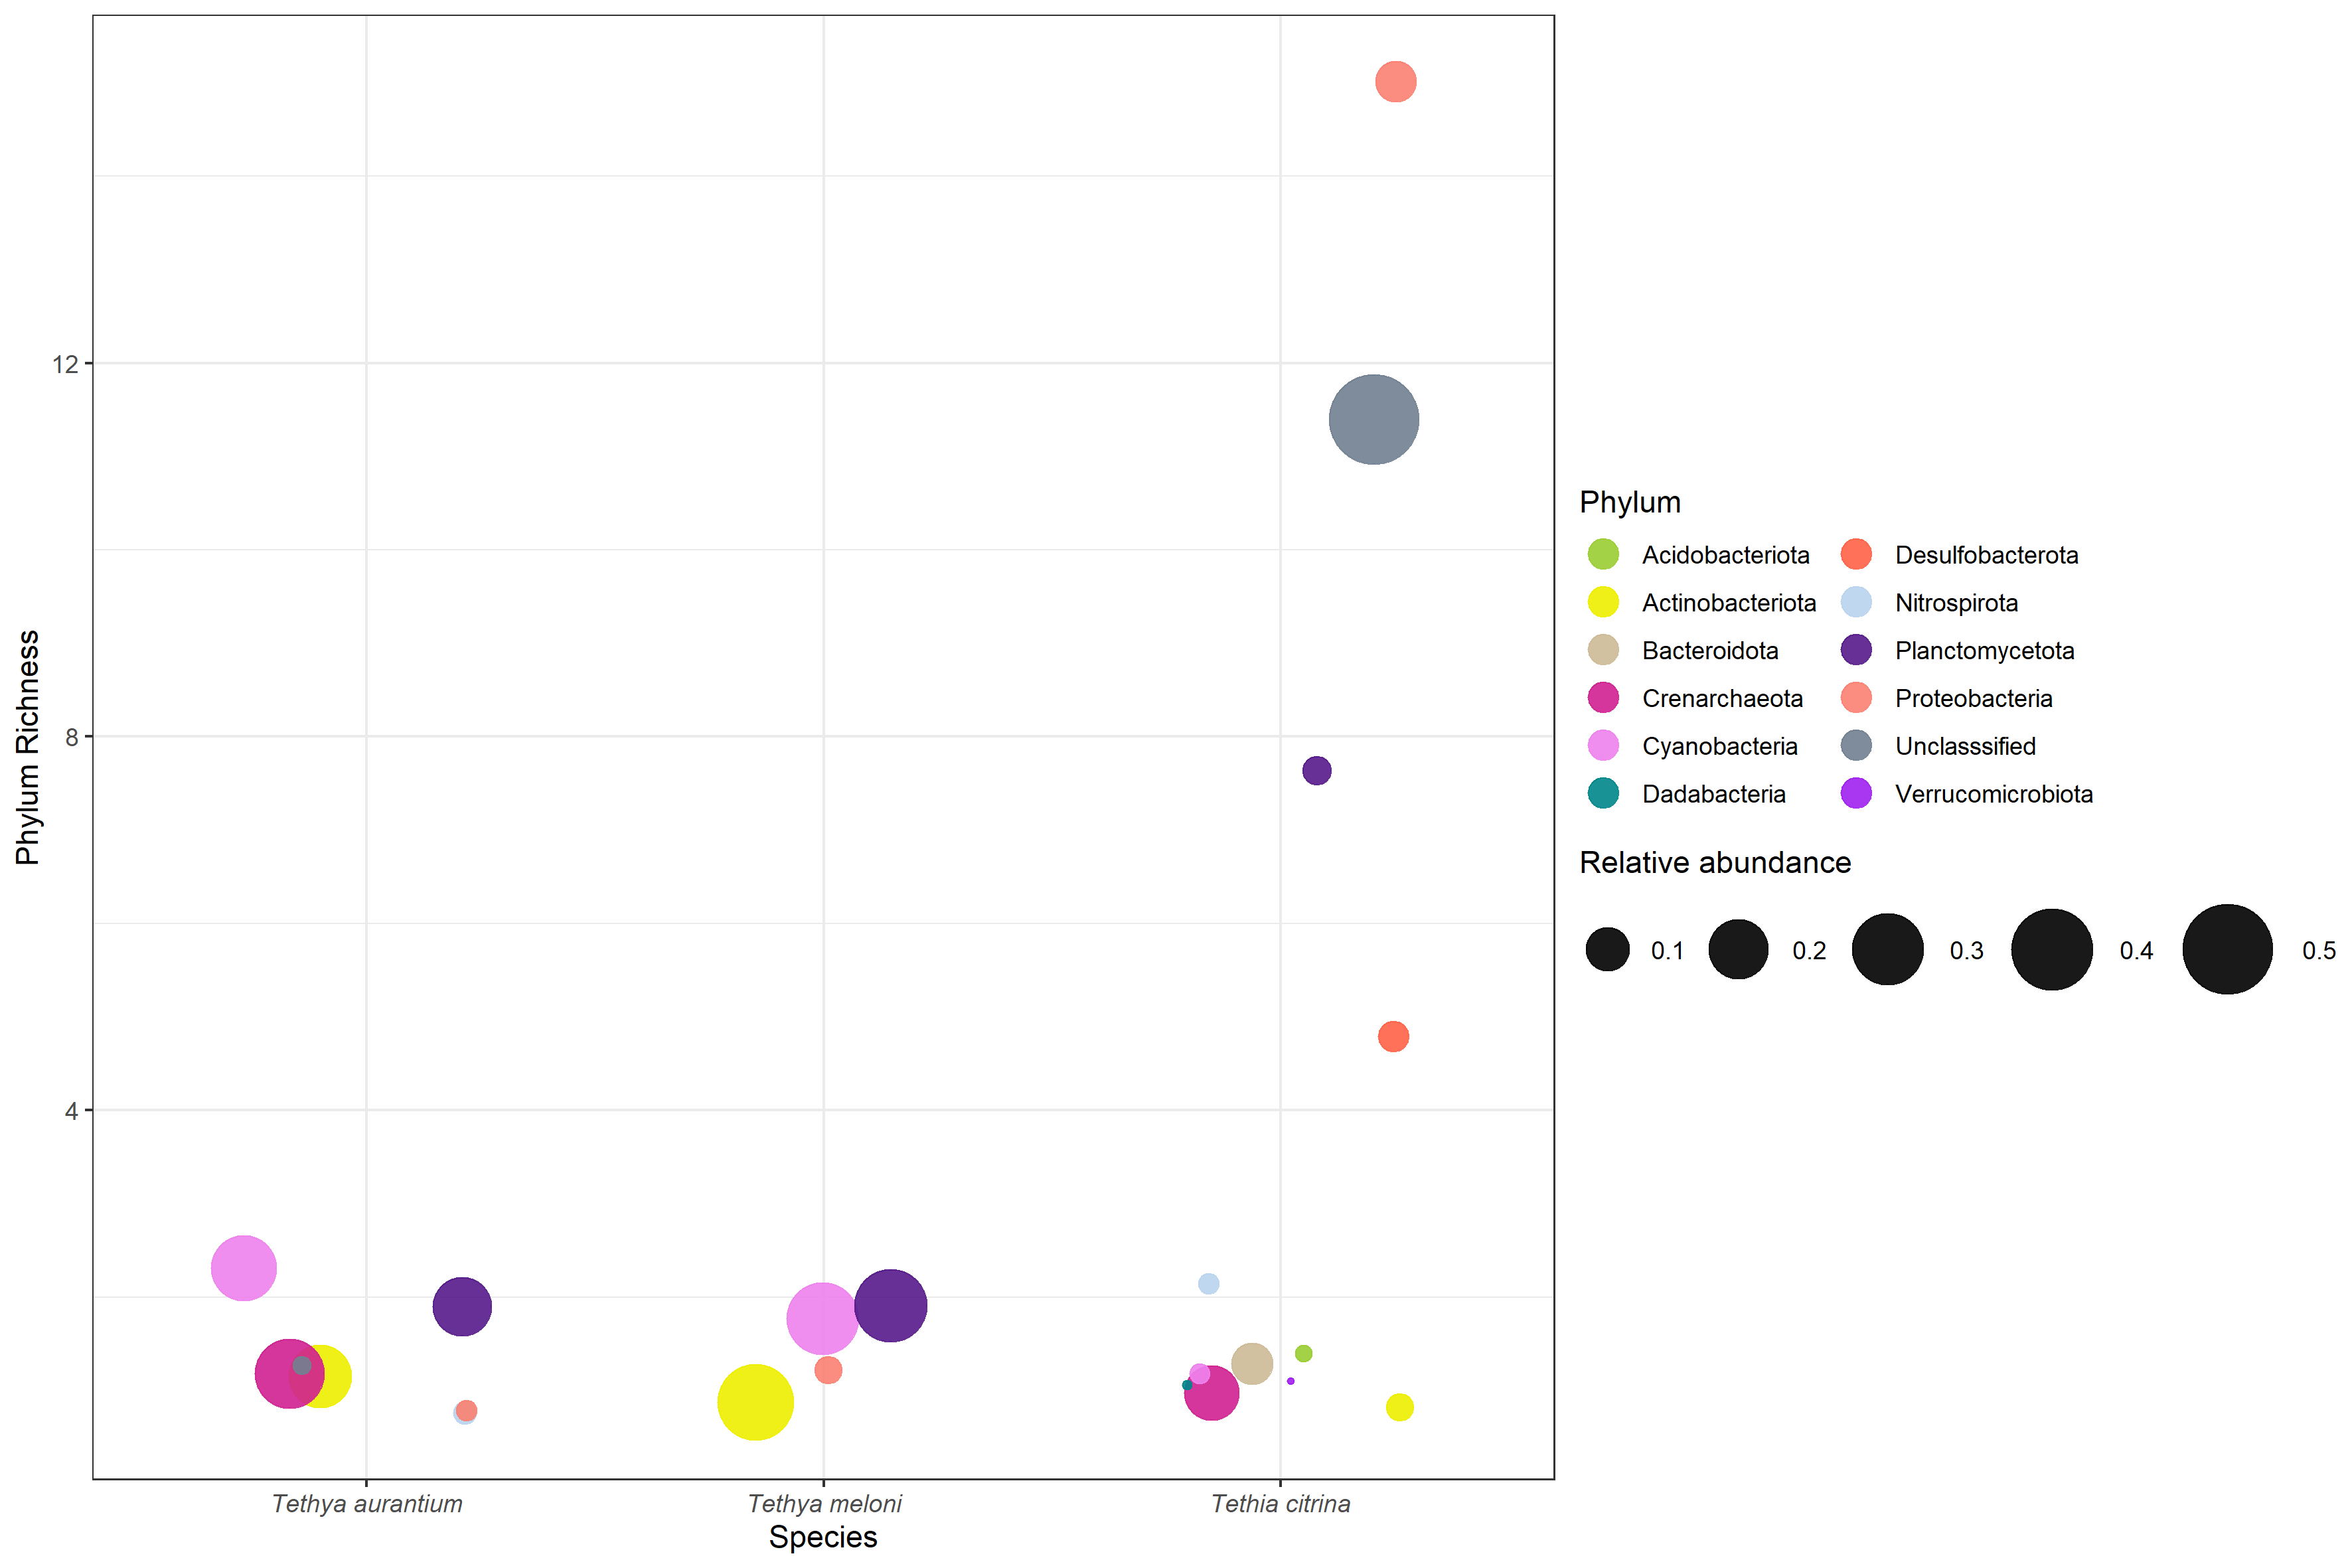 Phylum Richness
12
8
4
Tethya aurantium
Tethya meloni
Tethia citrina
Species
Phylum
Acidobacteriota
Desulfobacterota
Actinobacteriota
Nitrospirota
Bacteroidota
Planctomycetota
Crenarchaeota
Proteobacteria
Cyanobacteria
Unclasssified
Dadabacteria
Verrucomicrobiota
Relative abundance
0.1 0.2 0.3 0.4 0.5